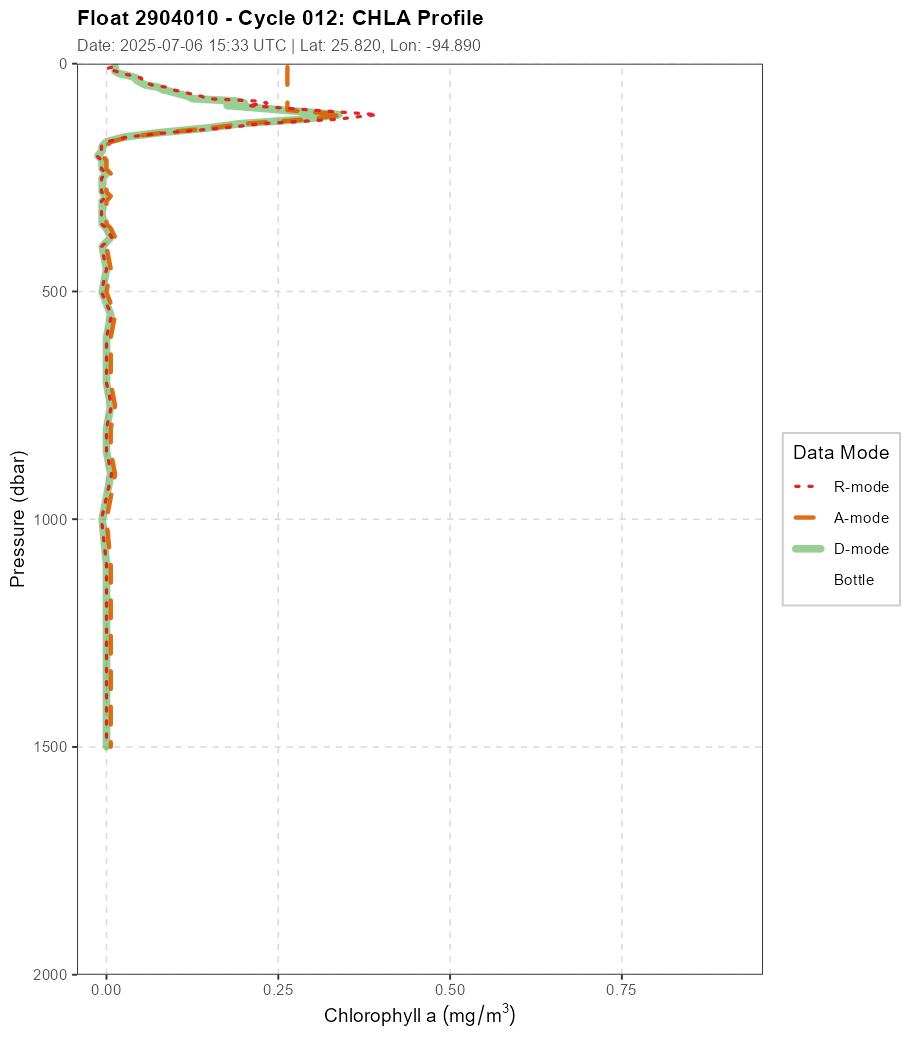 Float 2904010 - Cycle 012: CHLA Profile
Date: 2025-07-06 15:33 UTC | Lat: 25.820, Lon: -94.890
0
500
1000
1500
2000
Pressure (dbar)
0.00 0.25 0.50 0.75
Chlorophyll a (mg/m³)
Data Mode
R-mode
A-mode
D-mode
Bottle